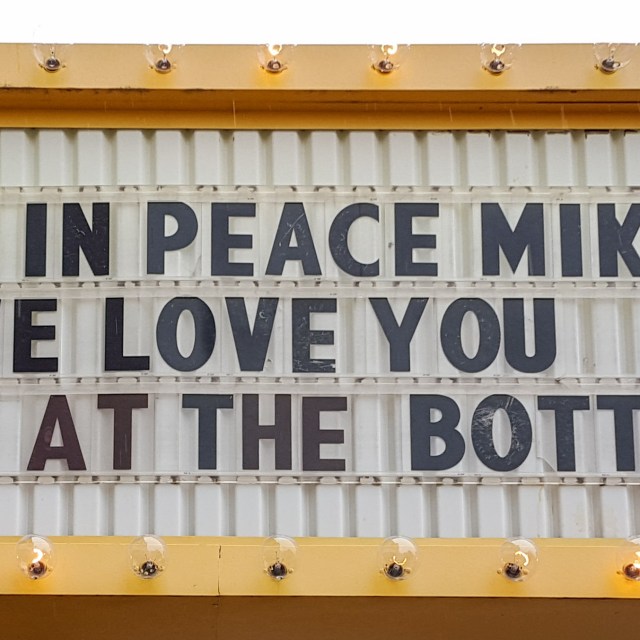 IN PEACE MIK
E LOVE YOU
AT THE BOTT